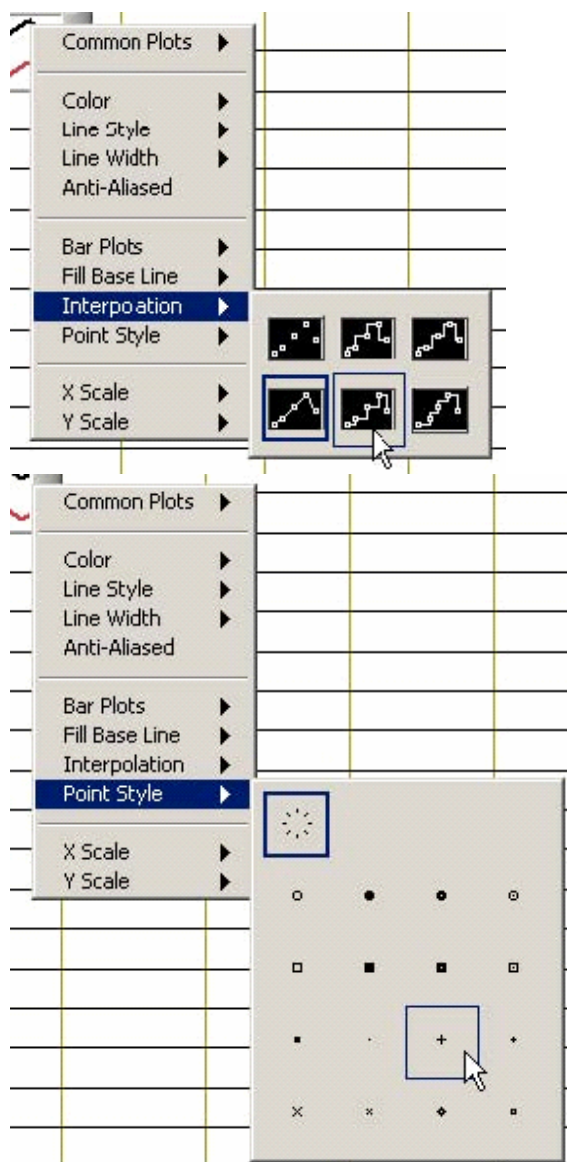 Common Plots
Color
Line Style
Line Width
Anti-Aliased
Bar Plots
Fill Base Line
Interpolation
Point Style
X Scale
Y Scale
Common Plots
Color
Line Style
Line Width
Anti-Aliased
Bar Plots
Fill Base Line
Interpolation
Point Style
X Scale
Y Scale